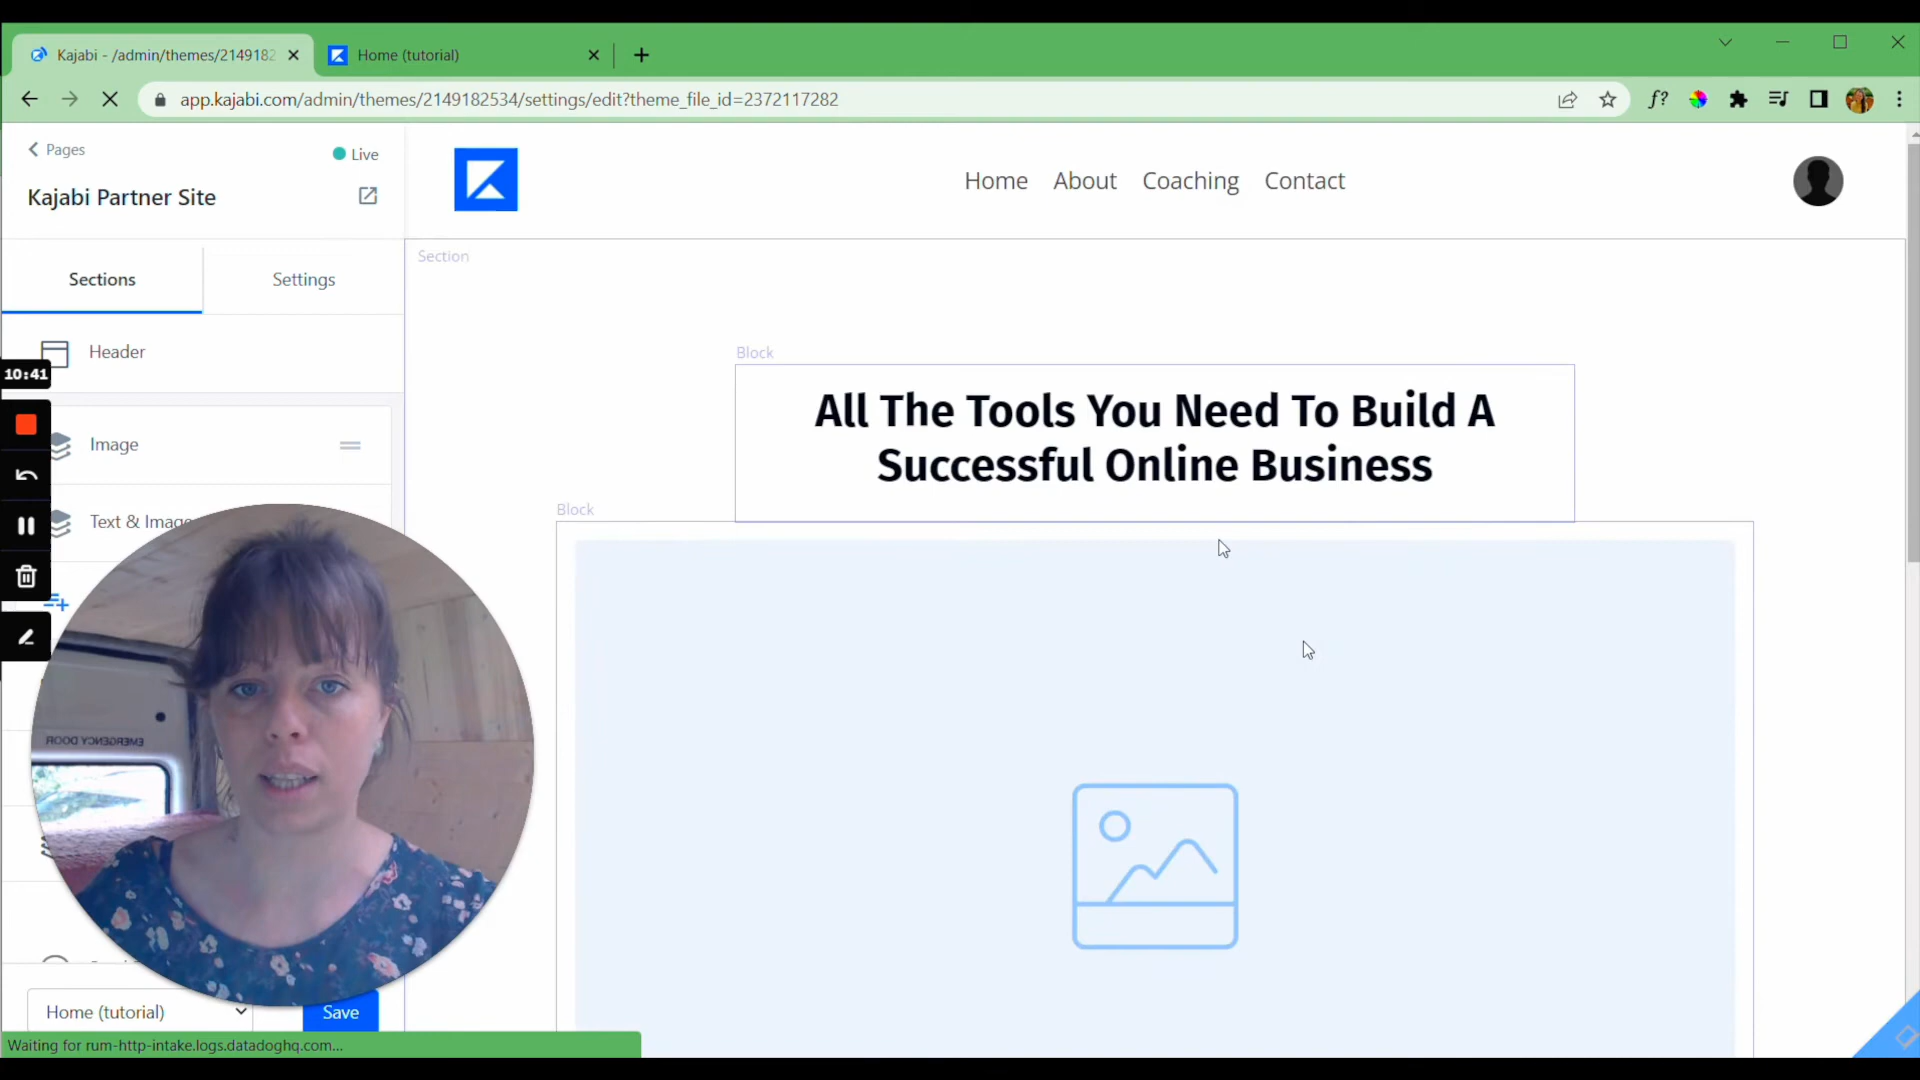 Kajabi - /admin/themes/2149182
Home (tutorial)
app.kajabi.com/admin/themes/2149182534/settings/edit?theme_file_id=2372117282
f?
Pages
Live
Kajabi Partner Site
Home About Coaching Contact
Sections
Settings
Section
Header
Block
10:41
All The Tools You Need To Build A
Successful Online Business
Image
Block
Text & Image
EMERGENCY DOOR
Home (tutorial)
Save
Waiting for rum-http-intake.logs.datadoghq.com...